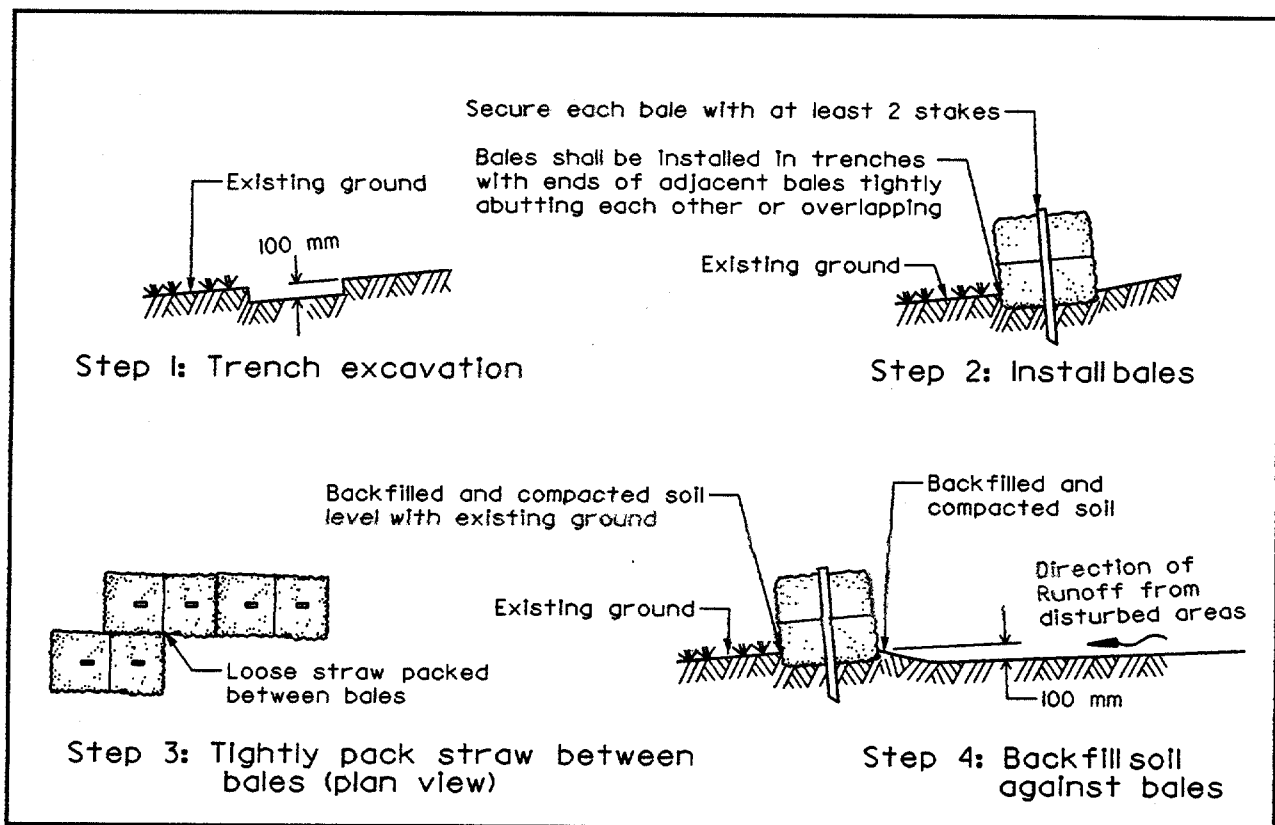 Secure each bale with at least 2 stakes
Bales shall be installed in trenches
with ends of adjacent bales tightly
abutting each other or overlapping
Existing ground
100 mm
Existing ground
Step 1: Trench excavation
Step 2: Install bales
Backfilled and compacted soil
level with existing ground
Backfilled and
compacted soil
Direction of
Runoff from
disturbed areas
Existing ground
Loose straw packed
between bales
100 mm
Step 3: Tightly pack straw between
bales (plan view)
Step 4: Backfill soil
against bales